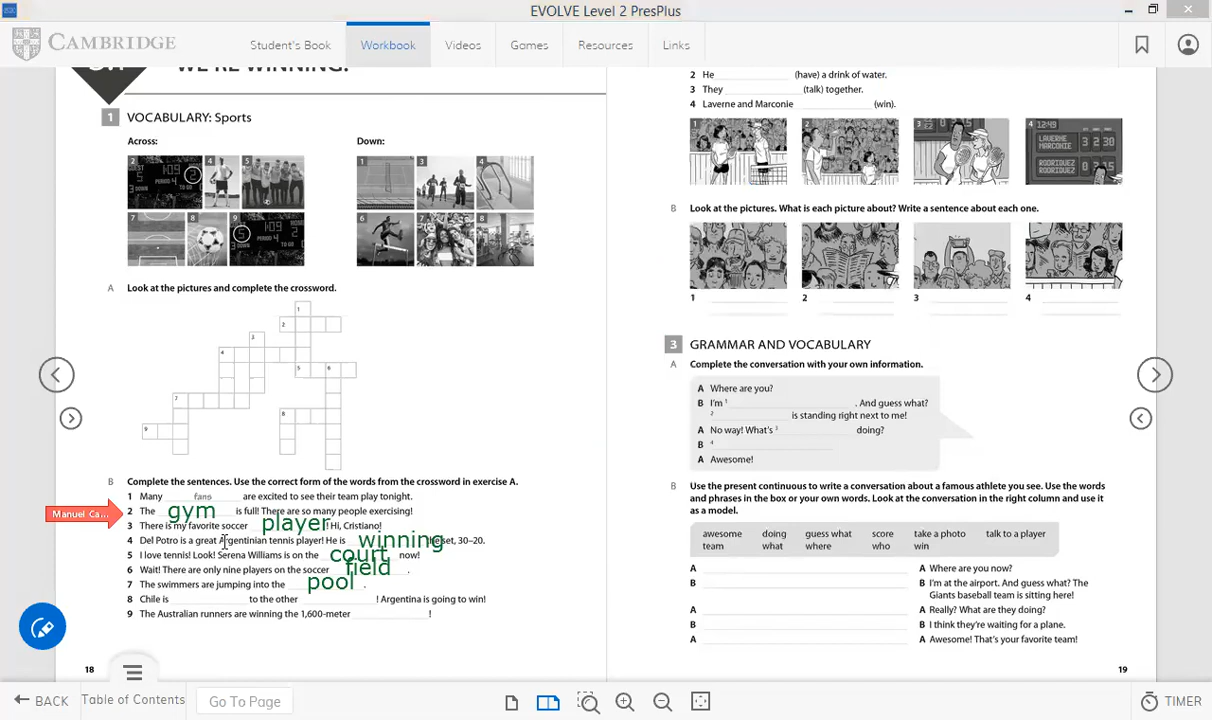 EVOLVE Level 2 PresPlus
CAMBRIDGE
Student's Book
Workbook
Videos
Games
Resources
Links
WE'RE WINNING!
1 VOCABULARY: Sports
Across:
Down:
A Look at the pictures and complete the crossword.
B Complete the sentences. Use the correct form of the words from the crossword in exercise A.
1 Many fans are excited to see their team play tonight.
2 The gym is full! There are so many people exercising!
3 There is my favorite soccer player! Hi, Cristiano!
4 Del Potro is a great Argentinian tennis player! He is winning the set, 30–20.
5 I love tennis! Look! Serena Williams is on the court now!
6 Wait! There are only nine players on the soccer field.
7 The swimmers are jumping into the pool.
8 Chile is to the other ! Argentina is going to win!
9 The Australian runners are winning the 1,600-meter !
Manuel Ca...
18
2 He (have) a drink of water.
3 They (talk) together.
4 Laverne and Marconie (win).
12:49
LAVERNE
MARCONIE 3 2 30
RODRIGUEZ
RODRIGUEZ
B Look at the pictures. What is each picture about? Write a sentence about each one.
1
2
3
4
3 GRAMMAR AND VOCABULARY
A Complete the conversation with your own information.
A Where are you?
B I'm 1 . And guess what?
2 is standing right next to me!
A No way! What's 3 doing?
B 4
A Awesome!
B Use the present continuous to write a conversation about a famous athlete you see. Use the words
and phrases in the box or your own words. Look at the conversation in the right column and use it
as a model.
awesome doing guess what score take a photo talk to a player
team what where who win
A
B
A
B
A
A Where are you now?
B I'm at the airport. And guess what? The
Giants baseball team is sitting here!
A Really? What are they doing?
B I think they're waiting for a plane.
A Awesome! That's your favorite team!
19
BACK
Table of Contents
Go To Page
TIMER